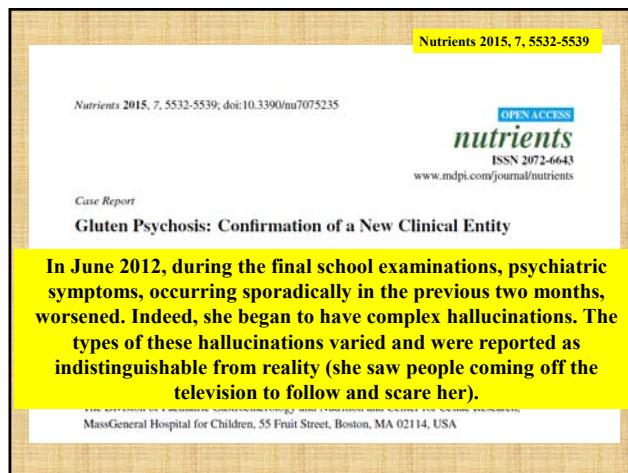 Nutrients 2015, 7, 5532-5539
Nutrients 2015, 7, 5532-5539; doi:10.3390/nu7075235
OPEN ACCESS
nutrients
ISSN 2072-6643
www.mdpi.com/journal/nutrients
Case Report
Gluten Psychosis: Confirmation of a New Clinical Entity
In June 2012, during the final school examinations, psychiatric
symptoms, occurring sporadically in the previous two months,
worsened. Indeed, she began to have complex hallucinations. The
types of these hallucinations varied and were reported as
indistinguishable from reality (she saw people coming off the
television to follow and scare her).
MassGeneral Hospital for Children, 55 Fruit Street, Boston, MA 02114, USA